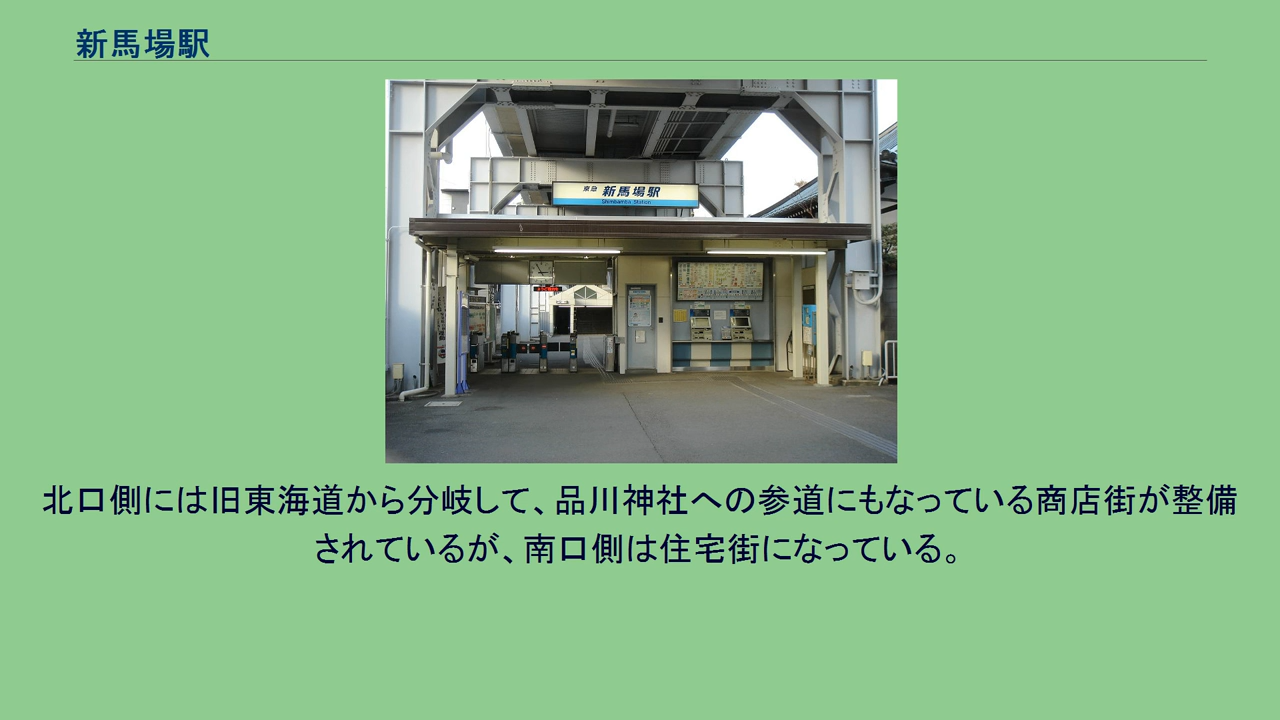 新馬場駅
京急 新馬場駅
Shimbamba Station
北口側には旧東海道から分岐して、品川神社への参道にもなっている商店街が整備
されているが、南口側は住宅街になっている。